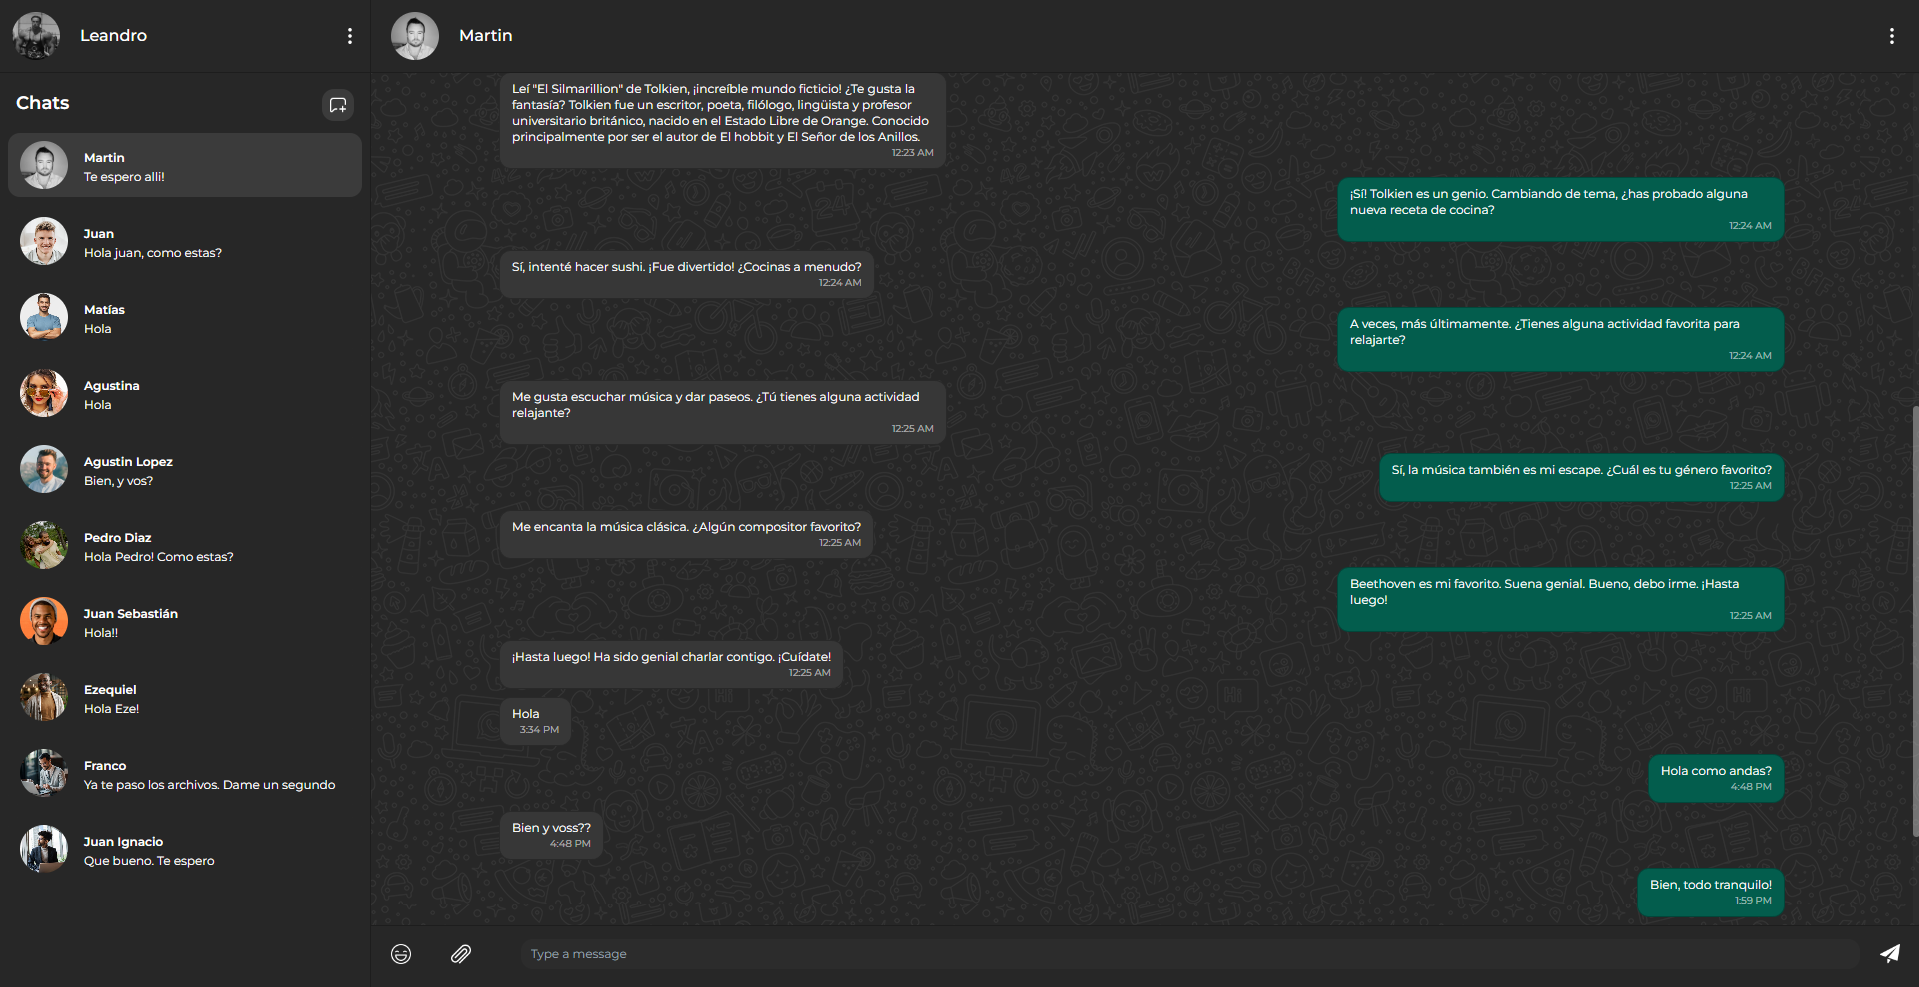 Leandro
Chats
Martin
Te espero alli!
Juan
Hola juan, como estas?
Matías
Hola
Agustina
Hola
Agustin Lopez
Bien, y vos?
Pedro Diaz
Hola Pedro! Como estas?
Juan Sebastián
Hola!!
Ezequiel
Hola Eze!
Franco
Ya te paso los archivos. Dame un segundo
Juan Ignacio
Que bueno. Te espero
Martin
Leí "El Silmarillion" de Tolkien, ¡increíble mundo ficticio! ¿Te gusta la
fantasía? Tolkien fue un escritor, poeta, filólogo, lingüista y profesor
universitario británico, nacido en el Estado Libre de Orange. Conocido
principalmente por ser el autor de El hobbit y El Señor de los Anillos.
12:23 AM
¡Sí! Tolkien es un genio. Cambiando de tema, ¿has probado alguna
nueva receta de cocina?
12:24 AM
Sí, intenté hacer sushi. ¡Fue divertido! ¿Cocinas a menudo?
12:24 AM
A veces, más últimamente. ¿Tienes alguna actividad favorita para
relajarte?
12:24 AM
Me gusta escuchar música y dar paseos. ¿Tú tienes alguna actividad
relajante?
12:25 AM
Sí, la música también es mi escape. ¿Cuál es tu género favorito?
12:25 AM
Me encanta la música clásica. ¿Algún compositor favorito?
12:25 AM
Beethoven es mi favorito. Suena genial. Bueno, debo irme. ¡Hasta
luego!
12:25 AM
¡Hasta luego! Ha sido genial charlar contigo. ¡Cuídate!
12:25 AM
Hola
3:34 PM
Hola como andas?
4:48 PM
Bien y voss??
4:48 PM
Bien, todo tranquilo!
1:59 PM
Type a message